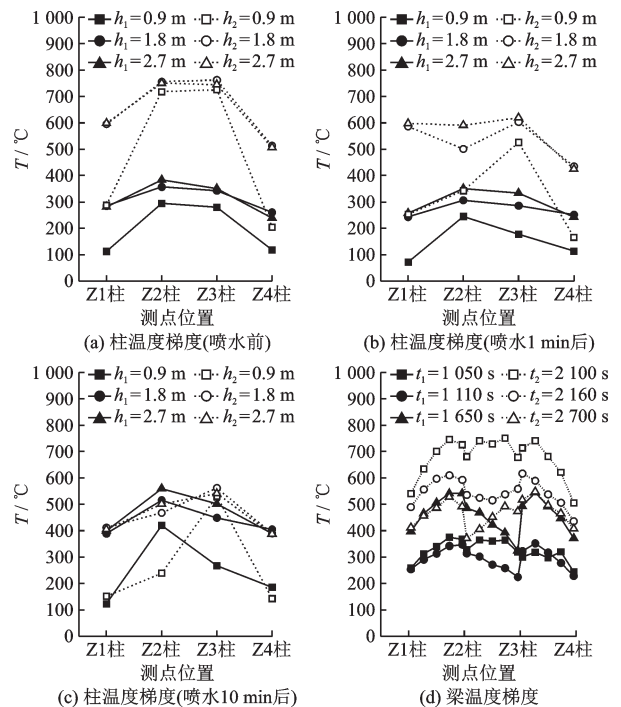 1 000
900
800
700
600
500
400
300
200
100
0
T / ℃
h₁=0.9 m h₂=0.9 m
h₁=1.8 m h₂=1.8 m
h₁=2.7 m h₂=2.7 m
Z1柱 Z2柱 Z3柱 Z4柱
测点位置
(a) 柱温度梯度(喷水前)
1 000
900
800
700
600
500
400
300
200
100
0
T / ℃
h₁=0.9 m h₂=0.9 m
h₁=1.8 m h₂=1.8 m
h₁=2.7 m h₂=2.7 m
Z1柱 Z2柱 Z3柱 Z4柱
测点位置
(b) 柱温度梯度(喷水1 min后)
1 000
900
800
700
600
500
400
300
200
100
0
T / ℃
h₁=0.9 m h₂=0.9 m
h₁=1.8 m h₂=1.8 m
h₁=2.7 m h₂=2.7 m
Z1柱 Z2柱 Z3柱 Z4柱
测点位置
(c) 柱温度梯度(喷水10 min后)
1 000
900
800
700
600
500
400
300
200
100
0
T / ℃
t₁=1 050 s t₂=2 100 s
t₁=1 110 s t₂=2 160 s
t₁=1 650 s t₂=2 700 s
Z1柱 Z2柱 Z3柱 Z4柱
测点位置
(d) 梁温度梯度